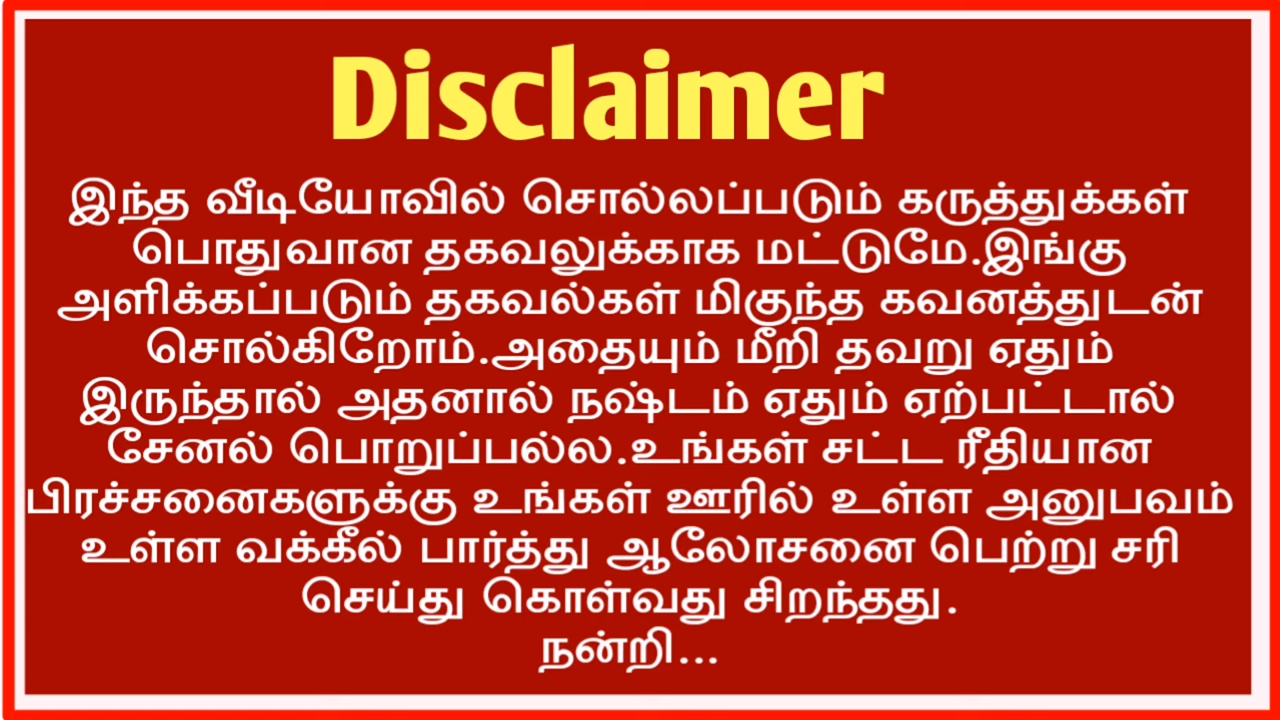 Disclaimer
இந்த வீடியோவில் சொல்லப்படும் கருத்துக்கள்
பொதுவான தகவலுக்காக மட்டுமே.இங்கு
அளிக்கப்படும் தகவல்கள் மிகுந்த கவனத்துடன்
சொல்கிறோம்.அதையும் மீறி தவறு ஏதும்
இருந்தால் அதனால் நஷ்டம் ஏதும் ஏற்பட்டால்
சேனல் பொறுப்பல்ல.உங்கள் சட்ட ரீதியான
பிரச்சனைகளுக்கு உங்கள் ஊரில் உள்ள அனுபவம்
உள்ள வக்கீல் பார்த்து ஆலோசனை பெற்று சரி
செய்து கொள்வது சிறந்தது.
நன்றி...